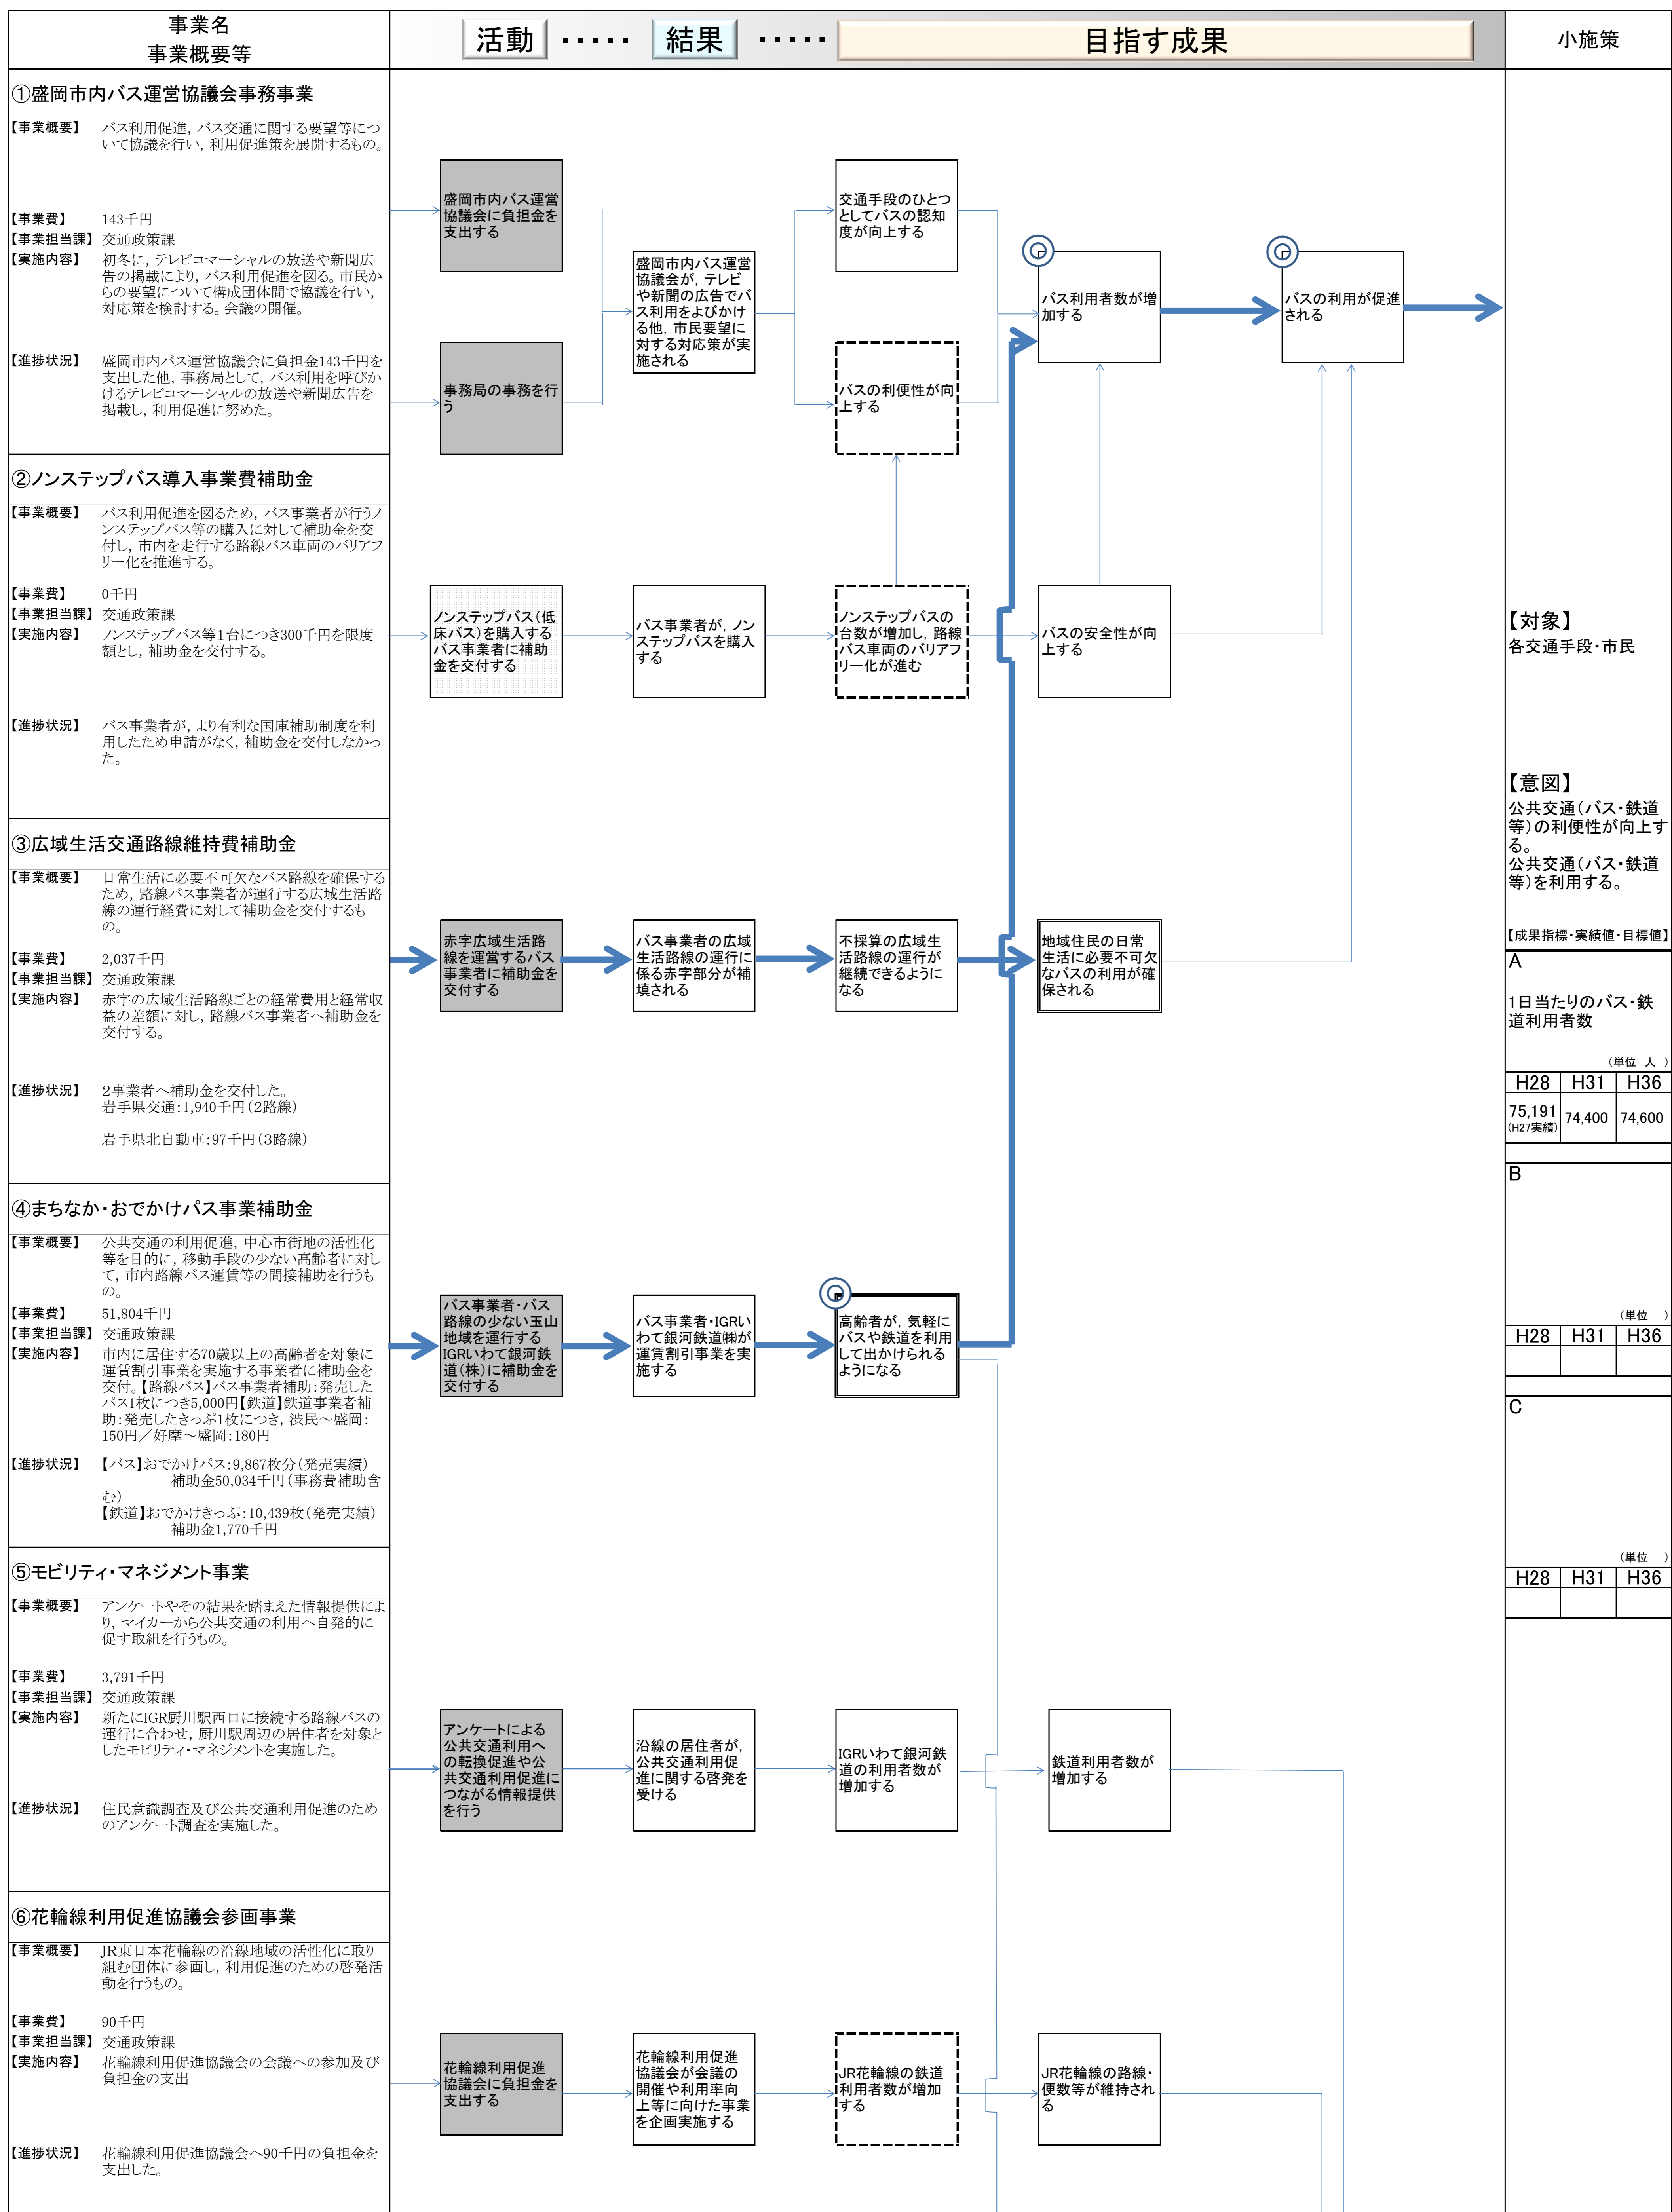 事業名
事業概要等
活動 ・・・・・ 結果 ・・・・・ 目指す成果
小施策
①盛岡市内バス運営協議会事務事業
【事業概要】 バス利用促進，バス交通に関する要望等につ
いて協議を行い，利用促進策を展開するもの。
【事業費】 143千円
【事業担当課】 交通政策課
【実施内容】 初冬に，テレビコマーシャルの放送や新聞広
告の掲載により，バス利用促進を図る。市民か
らの要望について構成団体間で協議を行い，
対応策を検討する。会議の開催。
【進捗状況】 盛岡市内バス運営協議会に負担金143千円を
支出した他，事務局として，バス利用を呼びか
けるテレビコマーシャルの放送や新聞広告を
掲載し，利用促進に努めた。
盛岡市内バス運営
協議会に負担金を
支出する
事務局の事務を行
う
盛岡市内バス運営
協議会が，テレビ
や新聞の広告でバ
ス利用をよびかけ
る他，市民要望に
対する対応策が実
施される
交通手段のひとつ
としてバスの認知
度が向上する
バスの利便性が向
上する
バス利用者数が増
加する
バスの利用が促進
される
②ノンステップバス導入事業費補助金
【事業概要】 バス利用促進を図るため，バス事業者が行うノ
ンステップバス等の購入に対して補助金を交
付し，市内を走行する路線バス車両のバリアフ
リー化を推進する。
【事業費】 0千円
【事業担当課】 交通政策課
【実施内容】 ノンステップバス等1台につき300千円を限度
額とし，補助金を交付する。
【進捗状況】 バス事業者が，より有利な国庫補助制度を利
用したため申請がなく，補助金を交付しなかっ
た。
ノンステップバス（低
床バス）を購入する
バス事業者に補助
金を交付する
バス事業者が，ノン
ステップバスを購入
する
ノンステップバスの
台数が増加し，路線
バス車両のバリアフ
リー化が進む
バスの安全性が向
上する
③広域生活交通路線維持費補助金
【事業概要】 日常生活に必要不可欠なバス路線を確保する
ため，路線バス事業者が運行する広域生活路
線の運行経費に対して補助金を交付するも
の。
【事業費】 2,037千円
【事業担当課】 交通政策課
【実施内容】 赤字の広域生活路線ごとの経常費用と経常収
益の差額に対し，路線バス事業者へ補助金を
交付する。
【進捗状況】 ２事業者へ補助金を交付した。
岩手県交通：1,940千円（２路線）
岩手県北自動車：97千円（３路線）
赤字広域生活路
線を運営するバス
事業者に補助金を
交付する
バス事業者の広域
生活路線の運行に
係る赤字部分が補
填される
不採算の広域生
活路線の運行が
継続できるように
なる
地域住民の日常
生活に必要不可欠
なバスの利用が確
保される
④まちなか・おでかけパス事業補助金
【事業概要】 公共交通の利用促進，中心市街地の活性化
等を目的に，移動手段の少ない高齢者に対し
て，市内路線バス運賃等の間接補助を行うも
の。
【事業費】 51,804千円
【事業担当課】 交通政策課
【実施内容】 市内に居住する70歳以上の高齢者を対象に
運賃割引事業を実施する事業者に補助金を
交付。【路線バス】バス事業者補助：発売した
パス1枚につき5,000円【鉄道】鉄道事業者補
助：発売したきっぷ1枚につき，渋民～盛岡：
150円／好摩～盛岡：180円
【進捗状況】 【バス】おでかけパス：9,867枚分（発売実績）
補助金50,034千円（事務費補助含
む）
【鉄道】おでかけきっぷ：10,439枚（発売実績）
補助金1,770千円
バス事業者・バス
路線の少ない玉山
地域を運行する
IGRいわて銀河鉄
道（株）に補助金を
交付する
バス事業者・IGRい
わて銀河鉄道㈱が
運賃割引事業を実
施する
高齢者が，気軽に
バスや鉄道を利用
して出かけられる
ようになる
⑤モビリティ・マネジメント事業
【事業概要】 アンケートやその結果を踏まえた情報提供によ
り，マイカーから公共交通の利用へ自発的に
促す取組を行うもの。
【事業費】 3,791千円
【事業担当課】 交通政策課
【実施内容】 新たにIGR厨川駅西口に接続する路線バスの
運行に合わせ，厨川駅周辺の居住者を対象と
したモビリティ・マネジメントを実施した。
【進捗状況】 住民意識調査及び公共交通利用促進のため
のアンケート調査を実施した。
アンケートによる
公共交通利用へ
の転換促進や公
共交通利用促進に
つながる情報提供
を行う
沿線の居住者が，
公共交通利用促
進に関する啓発を
受ける
IGRいわて銀河鉄
道の利用者数が
増加する
鉄道利用者数が
増加する
⑥花輪線利用促進協議会参画事業
【事業概要】 JR東日本花輪線の沿線地域の活性化に取り
組む団体に参画し，利用促進のための啓発活
動を行うもの。
【事業費】 90千円
【事業担当課】 交通政策課
【実施内容】 花輪線利用促進協議会の会議への参加及び
負担金の支出
【進捗状況】 花輪線利用促進協議会へ90千円の負担金を
支出した。
花輪線利用促進
協議会に負担金を
支出する
花輪線利用促進
協議会が会議の
開催や利用率向
上等に向けた事業
を企画実施する
JR花輪線の鉄道
利用者数が増加
する
JR花輪線の路線・
便数等が維持され
る
【対象】
各交通手段・市民
【意図】
公共交通（バス・鉄道
等）の利便性が向上す
る。
公共交通（バス・鉄道
等）を利用する。
【成果指標・実績値・目標値】
A
1日当たりのバス・鉄
道利用者数
（単位 人 ）
H28 H31 H36
75,191 74,400 74,600
（H27実績）
B
（単位 ）
H28 H31 H36
C
（単位 ）
H28 H31 H36